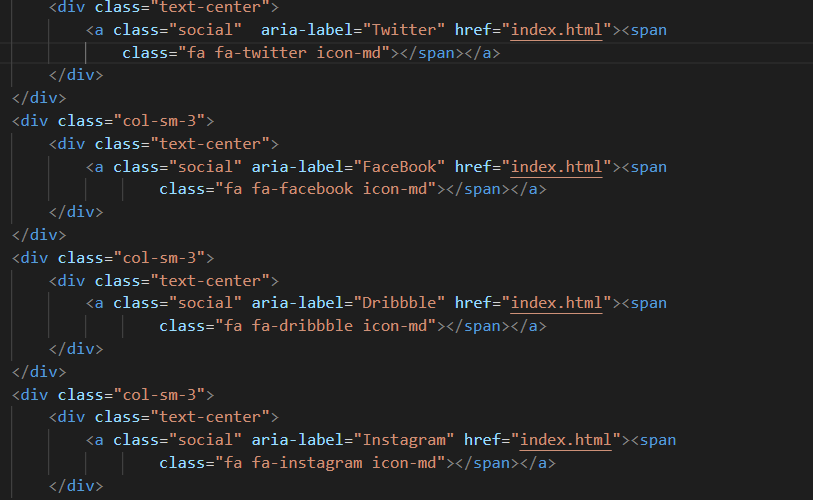 <div class="text-center">
<a class="social"  aria-label="Twitter" href="index.html"><span
class="fa fa-twitter icon-md"></span></a>
</div>
</div>
<div class="col-sm-3">
<div class="text-center">
<a class="social" aria-label="FaceBook" href="index.html"><span
class="fa fa-facebook icon-md"></span></a>
</div>
</div>
<div class="col-sm-3">
<div class="text-center">
<a class="social" aria-label="Dribbble" href="index.html"><span
class="fa fa-dribbble icon-md"></span></a>
</div>
</div>
<div class="col-sm-3">
<div class="text-center">
<a class="social" aria-label="Instagram" href="index.html"><span
class="fa fa-instagram icon-md"></span></a>
</div>